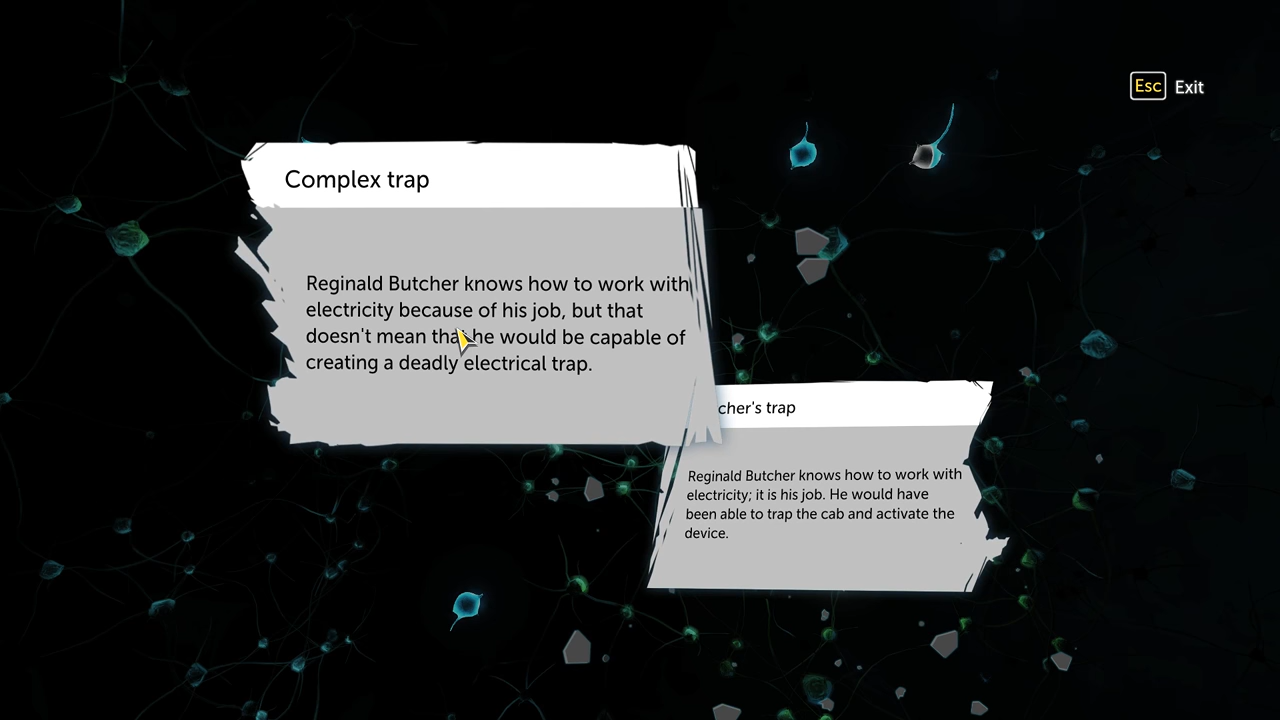 Esc Exit
Complex trap
Reginald Butcher knows how to work with
electricity because of his job, but that
doesn't mean that he would be capable of
creating a deadly electrical trap.
cher's trap
Reginald Butcher knows how to work with
electricity; it is his job. He would have
been able to trap the cab and activate the
device.